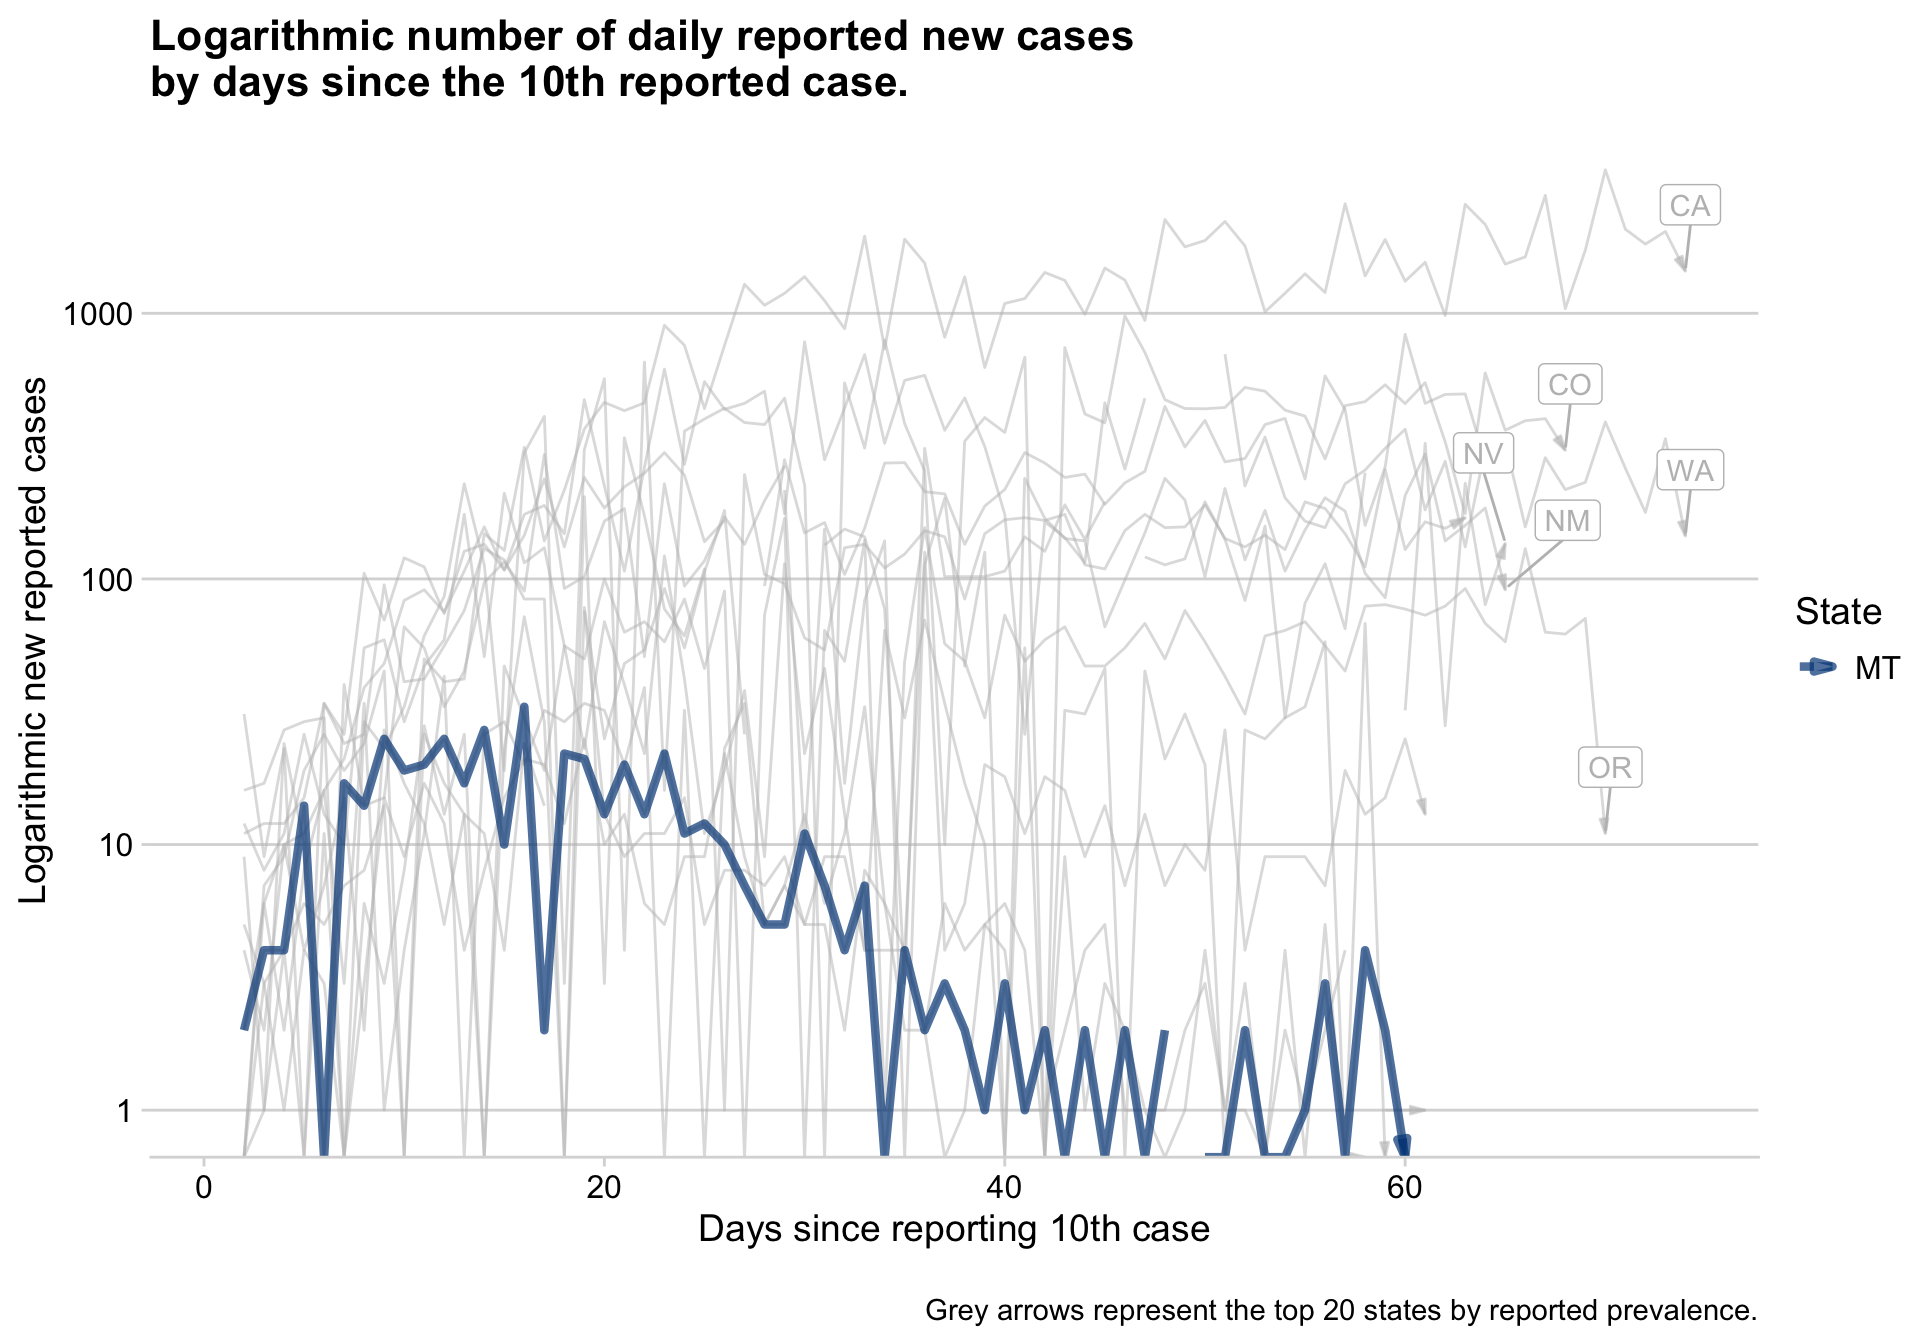 Logarithmic number of daily reported new cases
by days since the 10th reported case.
Logarithmic new reported cases
1000
100
10
1
CA
CO
NV
WA
NM
OR
State
MT
0
20
40
60
Days since reporting 10th case
Grey arrows represent the top 20 states by reported prevalence.